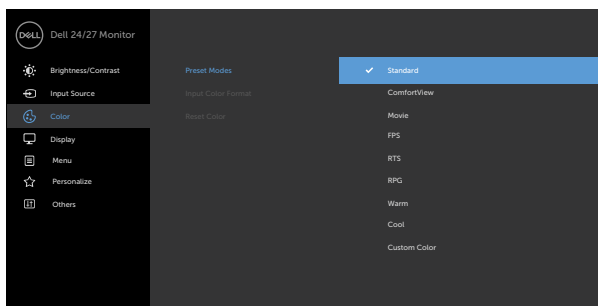 DELL
Dell 24/27 Monitor
Brightness/Contrast
Input Source
Color
Display
Menu
Personalize
Others
Preset Modes
Input Color Format
Reset Color
Standard
ComfortView
Movie
FPS
RTS
RPG
Warm
Cool
Custom Color